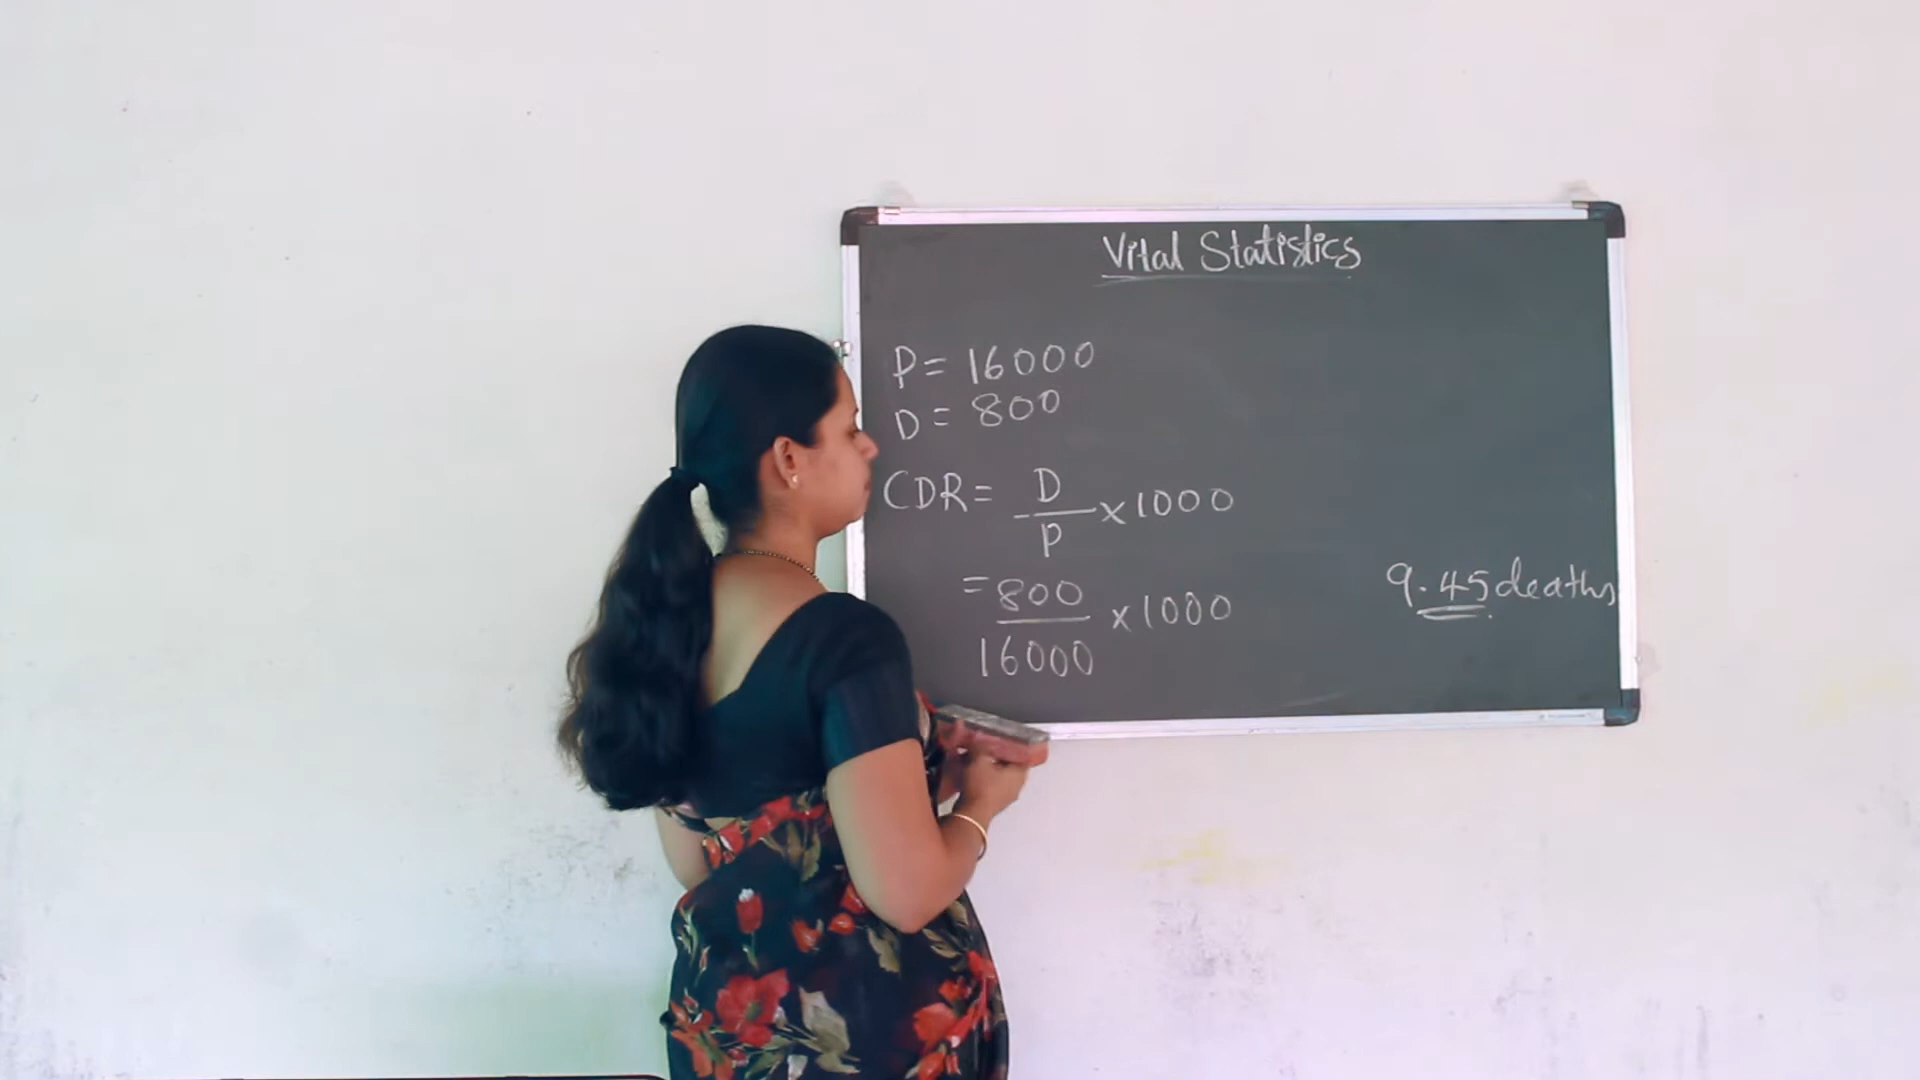 Vital Statistics
P = 16000
D = 800
CDR = D/P × 1000
= 800/16000 × 1000
9.45 deaths